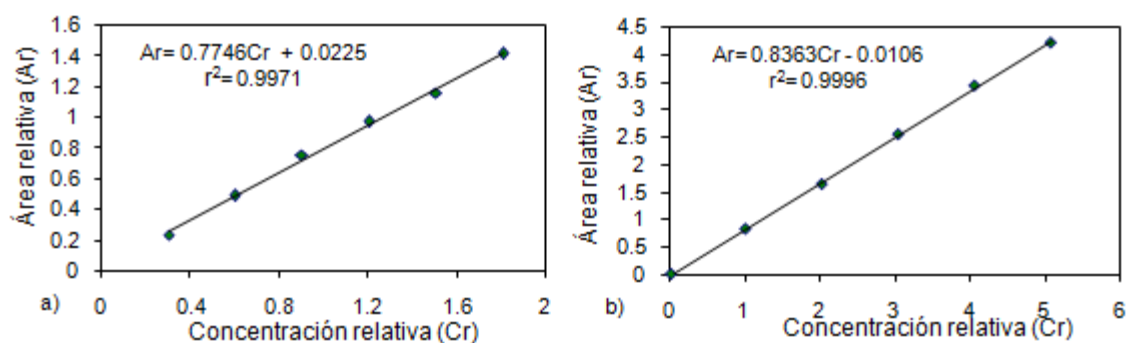 Ar= 0.7746Cr + 0.0225
r²= 0.9971
Área relativa (Ar)
1.6
1.4
1.2
1
0.8
0.6
0.4
0.2
0
0 0.4 0.8 1.2 1.6 2
a)
Concentración relativa (Cr)
Ar= 0.8363Cr - 0.0106
r²= 0.9996
Área relativa (Ar)
4.5
4
3.5
3
2.5
2
1.5
1
0.5
0
0 1 2 3 4 5 6
b)
Concentración relativa (Cr)